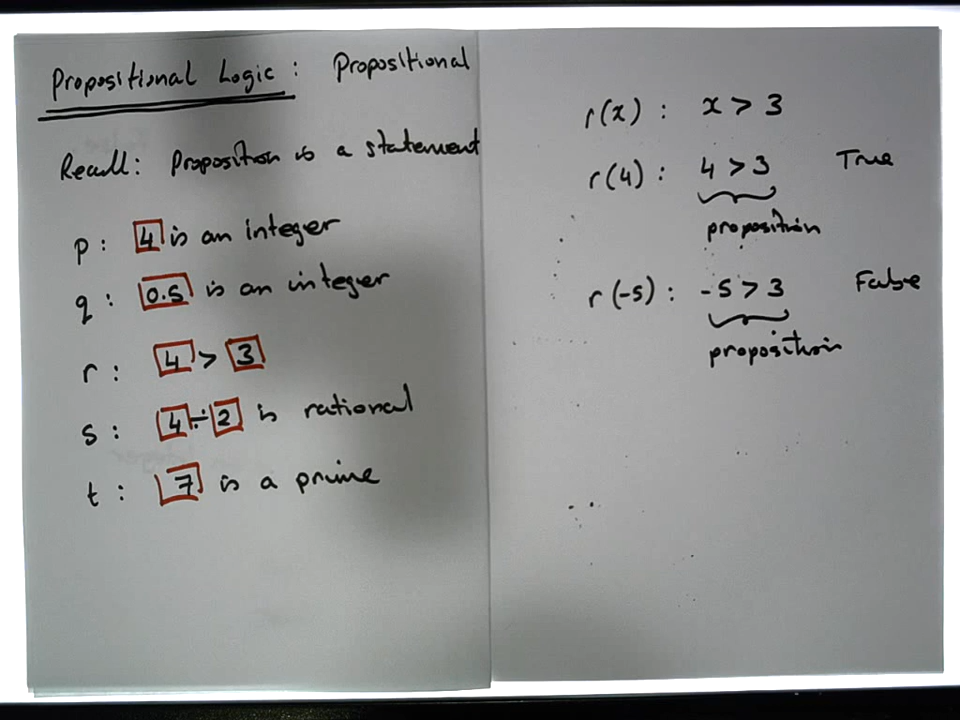 Propositional Logic : Propositional
Recall: Proposition is a statement
p : 4 is an integer
q : 0.5 is an integer
r : 4 > 3
s : 4 ÷ 2 is rational
t : 7 is a prime
r(x) : x > 3
r(4) : 4 > 3 True
proposition
r(-5) : -5 > 3 False
proposition